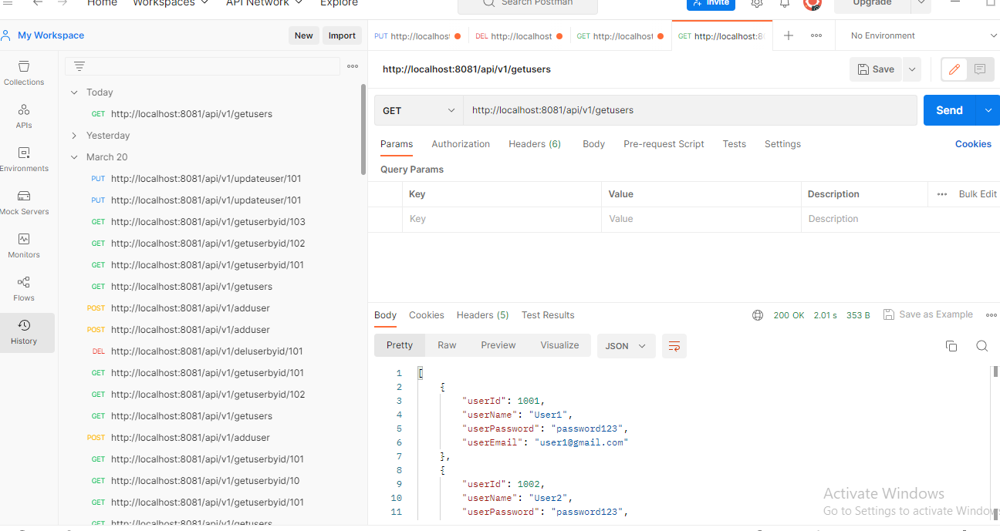 Home Workspaces API Network Explore Search Postman Invite Upgrade
My Workspace New Import
PUT http://localhost DEL http://localhost GET http://localhost GET http://localhost:8 No Environment
Collections
APIs
Environments
Mock Servers
Monitors
Flows
History
Today
GET http://localhost:8081/api/v1/getusers
Yesterday
March 20
PUT http://localhost:8081/api/v1/updateuser/101
PUT http://localhost:8081/api/v1/updateuser/101
GET http://localhost:8081/api/v1/getuserbyid/103
GET http://localhost:8081/api/v1/getuserbyid/102
GET http://localhost:8081/api/v1/getuserbyid/101
GET http://localhost:8081/api/v1/getusers
POST http://localhost:8081/api/v1/adduser
POST http://localhost:8081/api/v1/adduser
DEL http://localhost:8081/api/v1/deluserbyid/101
GET http://localhost:8081/api/v1/getuserbyid/101
GET http://localhost:8081/api/v1/getuserbyid/102
GET http://localhost:8081/api/v1/getusers
POST http://localhost:8081/api/v1/adduser
GET http://localhost:8081/api/v1/getuserbyid/101
GET http://localhost:8081/api/v1/getuserbyid/10
GET http://localhost:8081/api/v1/getuserbyid/101
GET http://localhost:8081/api/v1/getusers
http://localhost:8081/api/v1/getusers Save
GET http://localhost:8081/api/v1/getusers Send
Params Authorization Headers (6) Body Pre-request Script Tests Settings Cookies
Query Params
Key Value Description Bulk Edit
Key Value Description
Body Cookies Headers (5) Test Results 200 OK 2.01 s 353 B Save as Example
Pretty Raw Preview Visualize JSON
1 [
2 {
3 "userId": 1001,
4 "userName": "User1",
5 "userPassword": "password123",
6 "userEmail": "user1@gmail.com"
7 },
8 {
9 "userId": 1002,
10 "userName": "User2",
11 "userPassword": "password123",
Activate Windows
Go to Settings to activate Windows